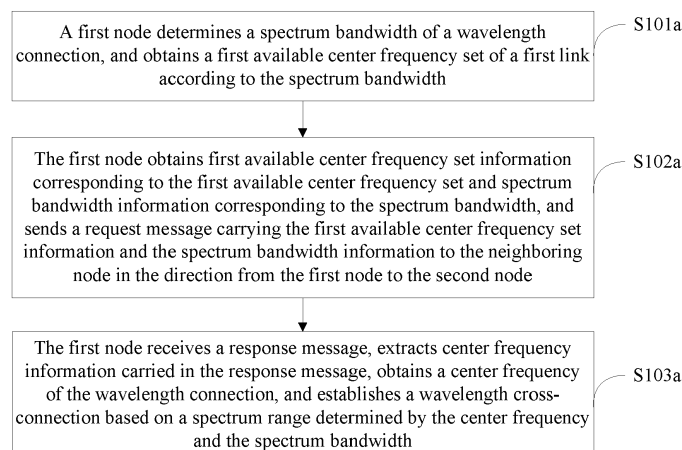 A first node determines a spectrum bandwidth of a wavelength
connection, and obtains a first available center frequency set of a first link
according to the spectrum bandwidth
S101a
The first node obtains first available center frequency set information
corresponding to the first available center frequency set and spectrum
bandwidth information corresponding to the spectrum bandwidth, and
sends a request message carrying the first available center frequency set
information and the spectrum bandwidth information to the neighboring
node in the direction from the first node to the second node
S102a
The first node receives a response message, extracts center frequency
information carried in the response message, obtains a center frequency
of the wavelength connection, and establishes a wavelength cross-
connection based on a spectrum range determined by the center frequency
and the spectrum bandwidth
S103a